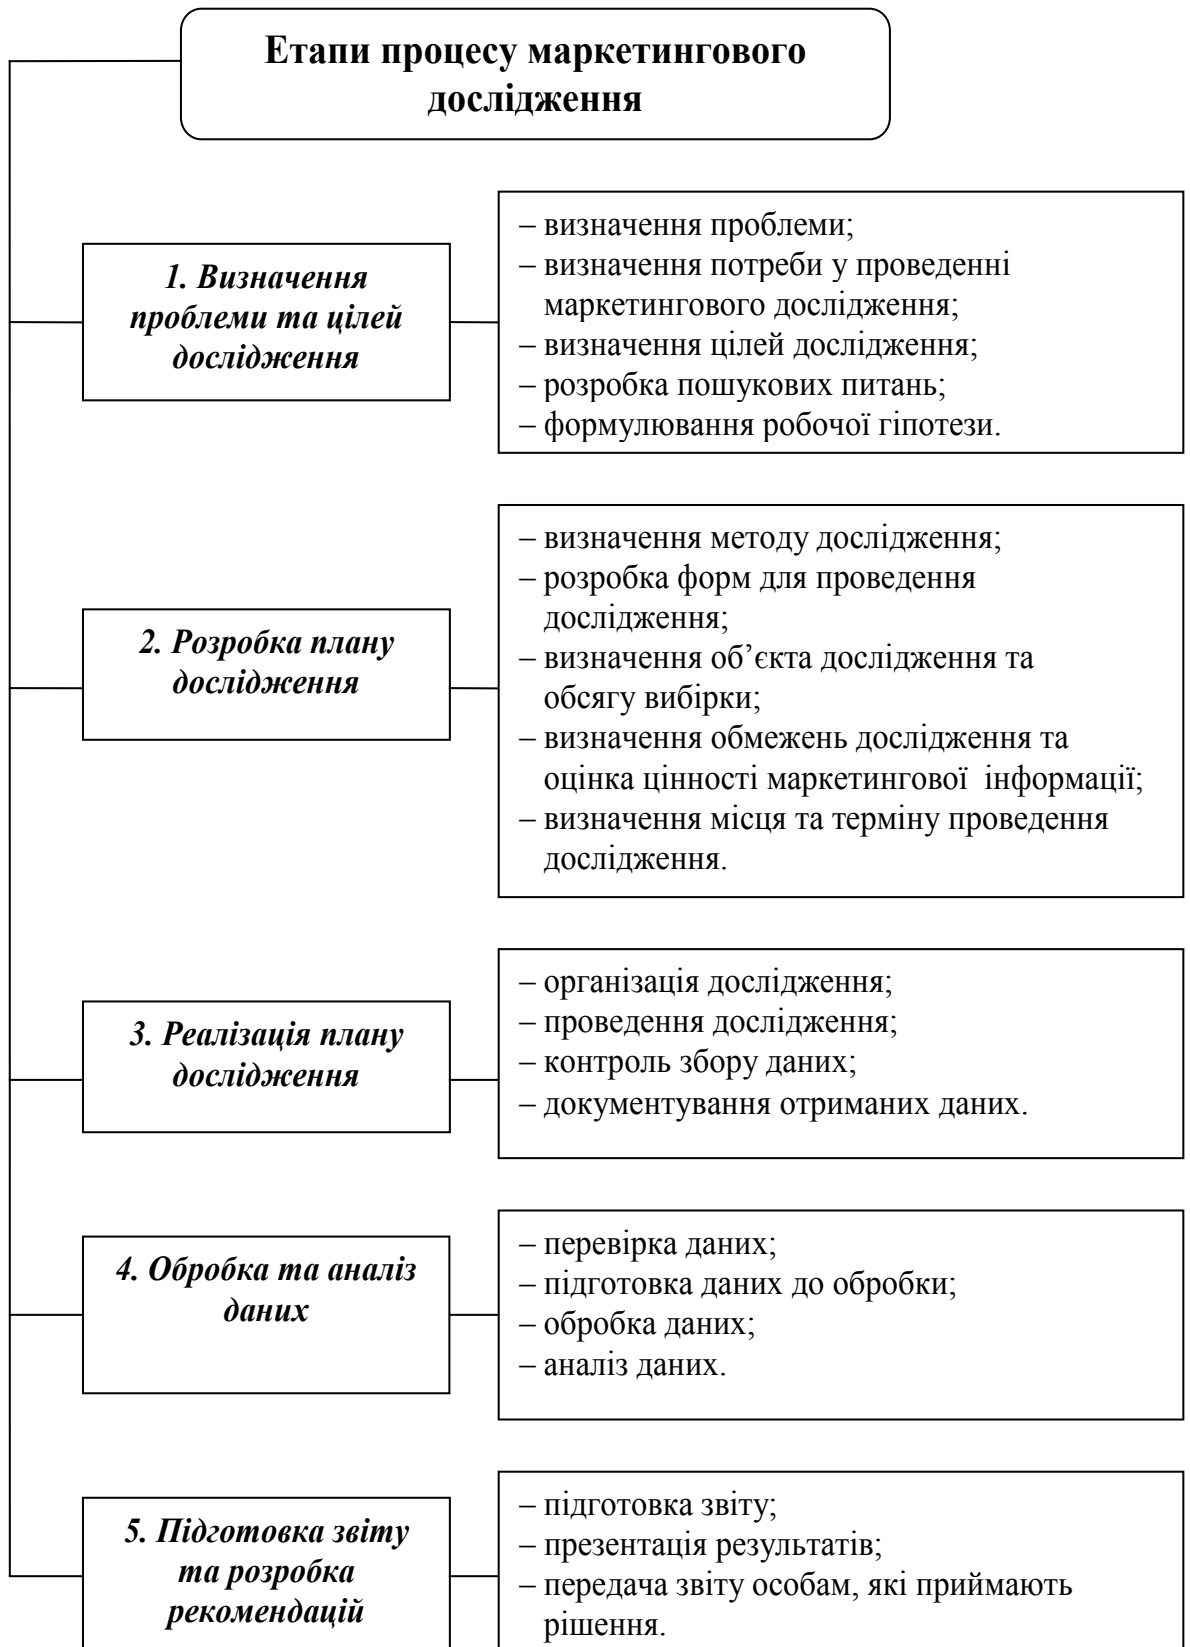 Етапи процесу маркетингового
дослідження
1. Визначення
проблеми та цілей
дослідження
– визначення проблеми;
– визначення потреби у проведенні
маркетингового дослідження;
– визначення цілей дослідження;
– розробка пошукових питань;
– формулювання робочої гіпотези.
2. Розробка плану
дослідження
– визначення методу дослідження;
– розробка форм для проведення
дослідження;
– визначення об’єкта дослідження та
обсягу вибірки;
– визначення обмежень дослідження та
оцінка цінності маркетингової інформації;
– визначення місця та терміну проведення
дослідження.
3. Реалізація плану
дослідження
– організація дослідження;
– проведення дослідження;
– контроль збору даних;
– документування отриманих даних.
4. Обробка та аналіз
даних
– перевірка даних;
– підготовка даних до обробки;
– обробка даних;
– аналіз даних.
5. Підготовка звіту
та розробка
рекомендацій
– підготовка звіту;
– презентація результатів;
– передача звіту особам, які приймають
рішення.